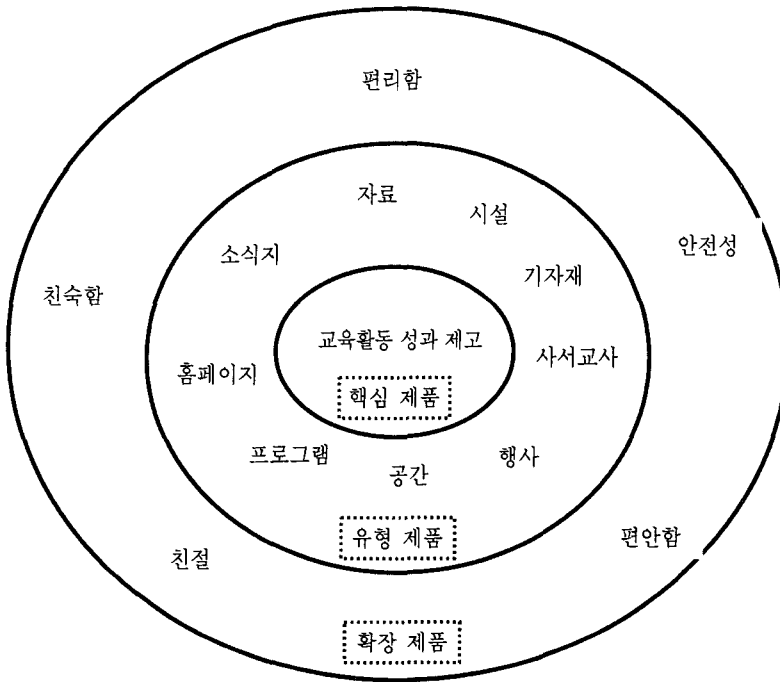 편리함
자료
시설
안전성
소식지
기자재
친숙함
교육활동 성과 제고
사서교사
홈페이지
핵심 제품
프로그램
행사
공간
유형 제품
편안함
친절
확장 제품